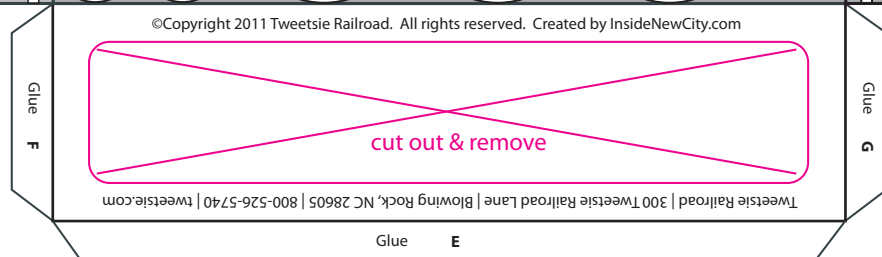 ©Copyright 2011 Tweetsie Railroad.  All rights reserved.  Created by InsideNewCity.com
Glue F
Glue G
cut out & remove
Tweetsie Railroad | 300 Tweetsie Railroad Lane | Blowing Rock, NC 28605 | 800-526-5740 | tweetsie.com
Glue E